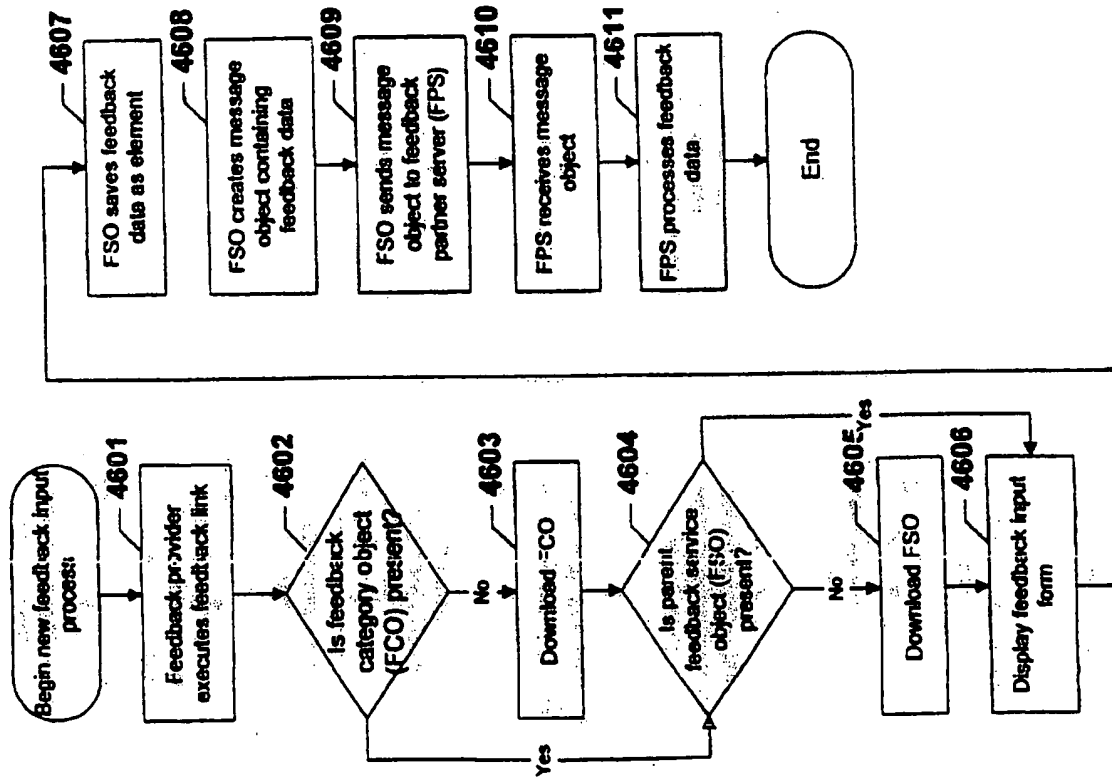 Begin new feedback input
process
4601
Feedback provider
executes feedback link
4602
Is feedback
category object
(FCO) present?
No
Yes
4603
Download FCO
4604
Is parent
feedback service
object (FSO)
present?
No
Yes
4605
Download FSO
4606
Display feedback input
form
4607
FSO saves feedback
data as element
4608
FSO creates message
object containing
feedback data
4609
FSO sends message
object to feedback
partner server (FPS)
4610
FPS receives message
object
4611
FPS processes feedback
data
End